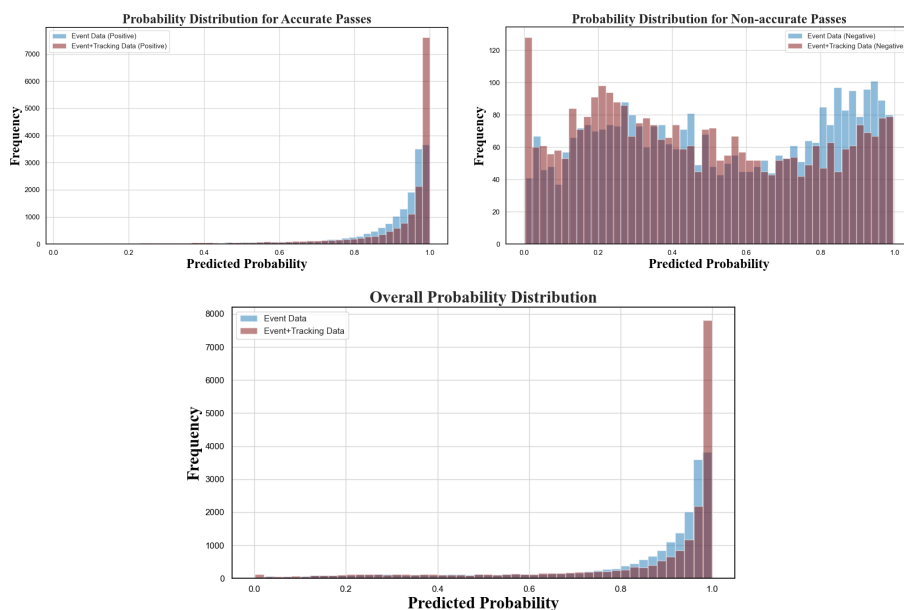 Probability Distribution for Accurate Passes
Event Data (Positive)
Event+Tracking Data (Positive)
7000
6000
5000
4000
3000
2000
1000
0
Frequency
0.0 0.2 0.4 0.6 0.8 1.0
Predicted Probability
Probability Distribution for Non-accurate Passes
Event Data (Negative)
Event+Tracking Data (Negative)
120
100
80
60
40
20
0
Frequency
0.0 0.2 0.4 0.6 0.8 1.0
Predicted Probability
Overall Probability Distribution
Event Data
Event+Tracking Data
8000
7000
6000
5000
4000
3000
2000
1000
0
Frequency
0.0 0.2 0.4 0.6 0.8 1.0
Predicted Probability